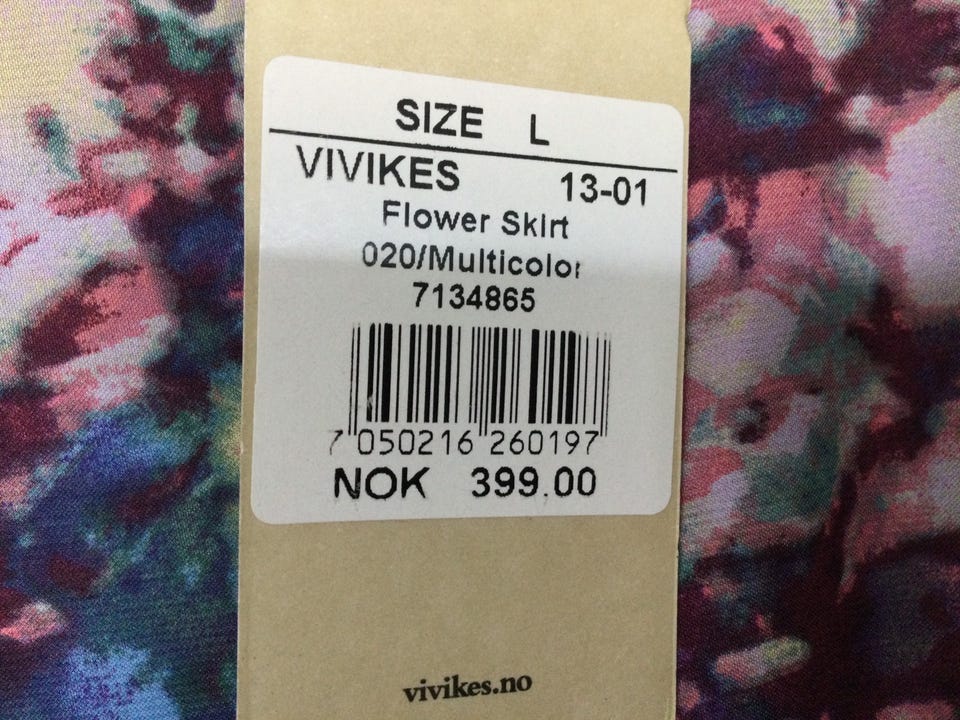 SIZE L
VIVIKES 13-01
Flower Skirt
020/Multicolor
7134865
7 050216 260197
NOK 399.00
vivikes.no